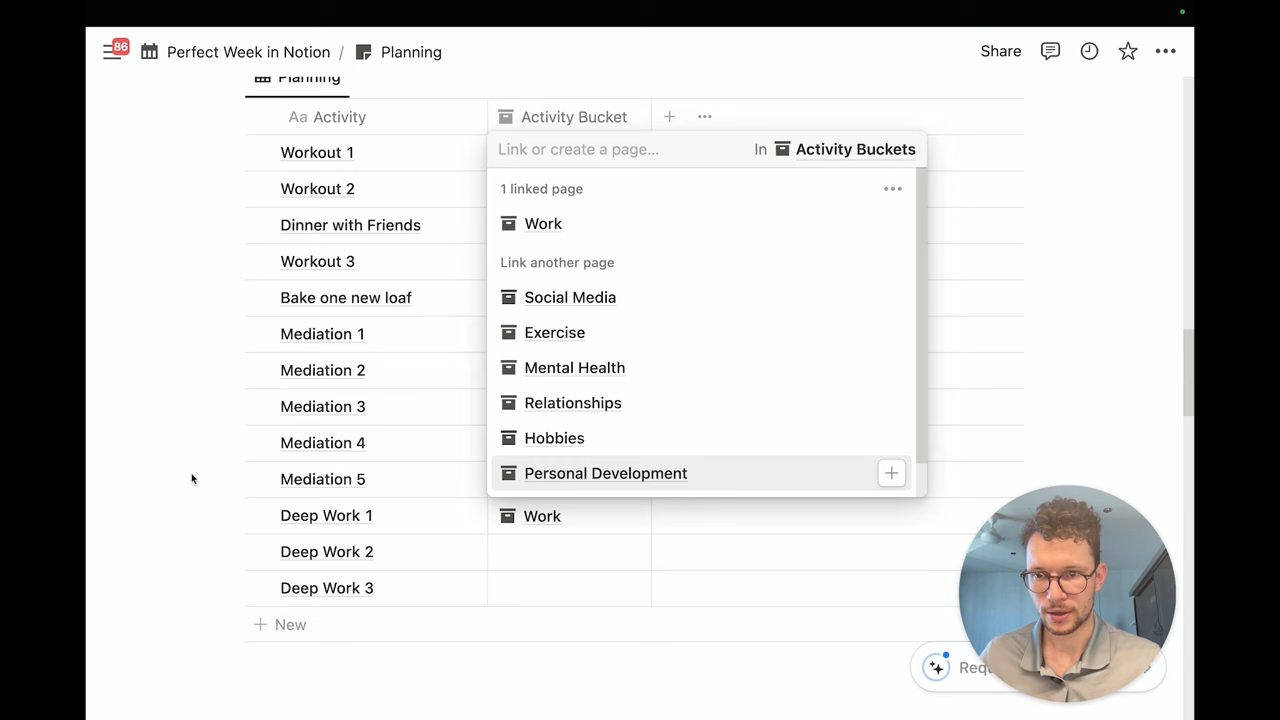 86 Perfect Week in Notion / Planning Share
Planning
Aa Activity Activity Bucket
Link or create a page... In Activity Buckets
Workout 1
Workout 2
Dinner with Friends
Workout 3
Bake one new loaf
Mediation 1
Mediation 2
Mediation 3
Mediation 4
Mediation 5
1 linked page
Work
Link another page
Social Media
Exercise
Mental Health
Relationships
Hobbies
Personal Development
Deep Work 1 Work
Deep Work 2
Deep Work 3
+ New